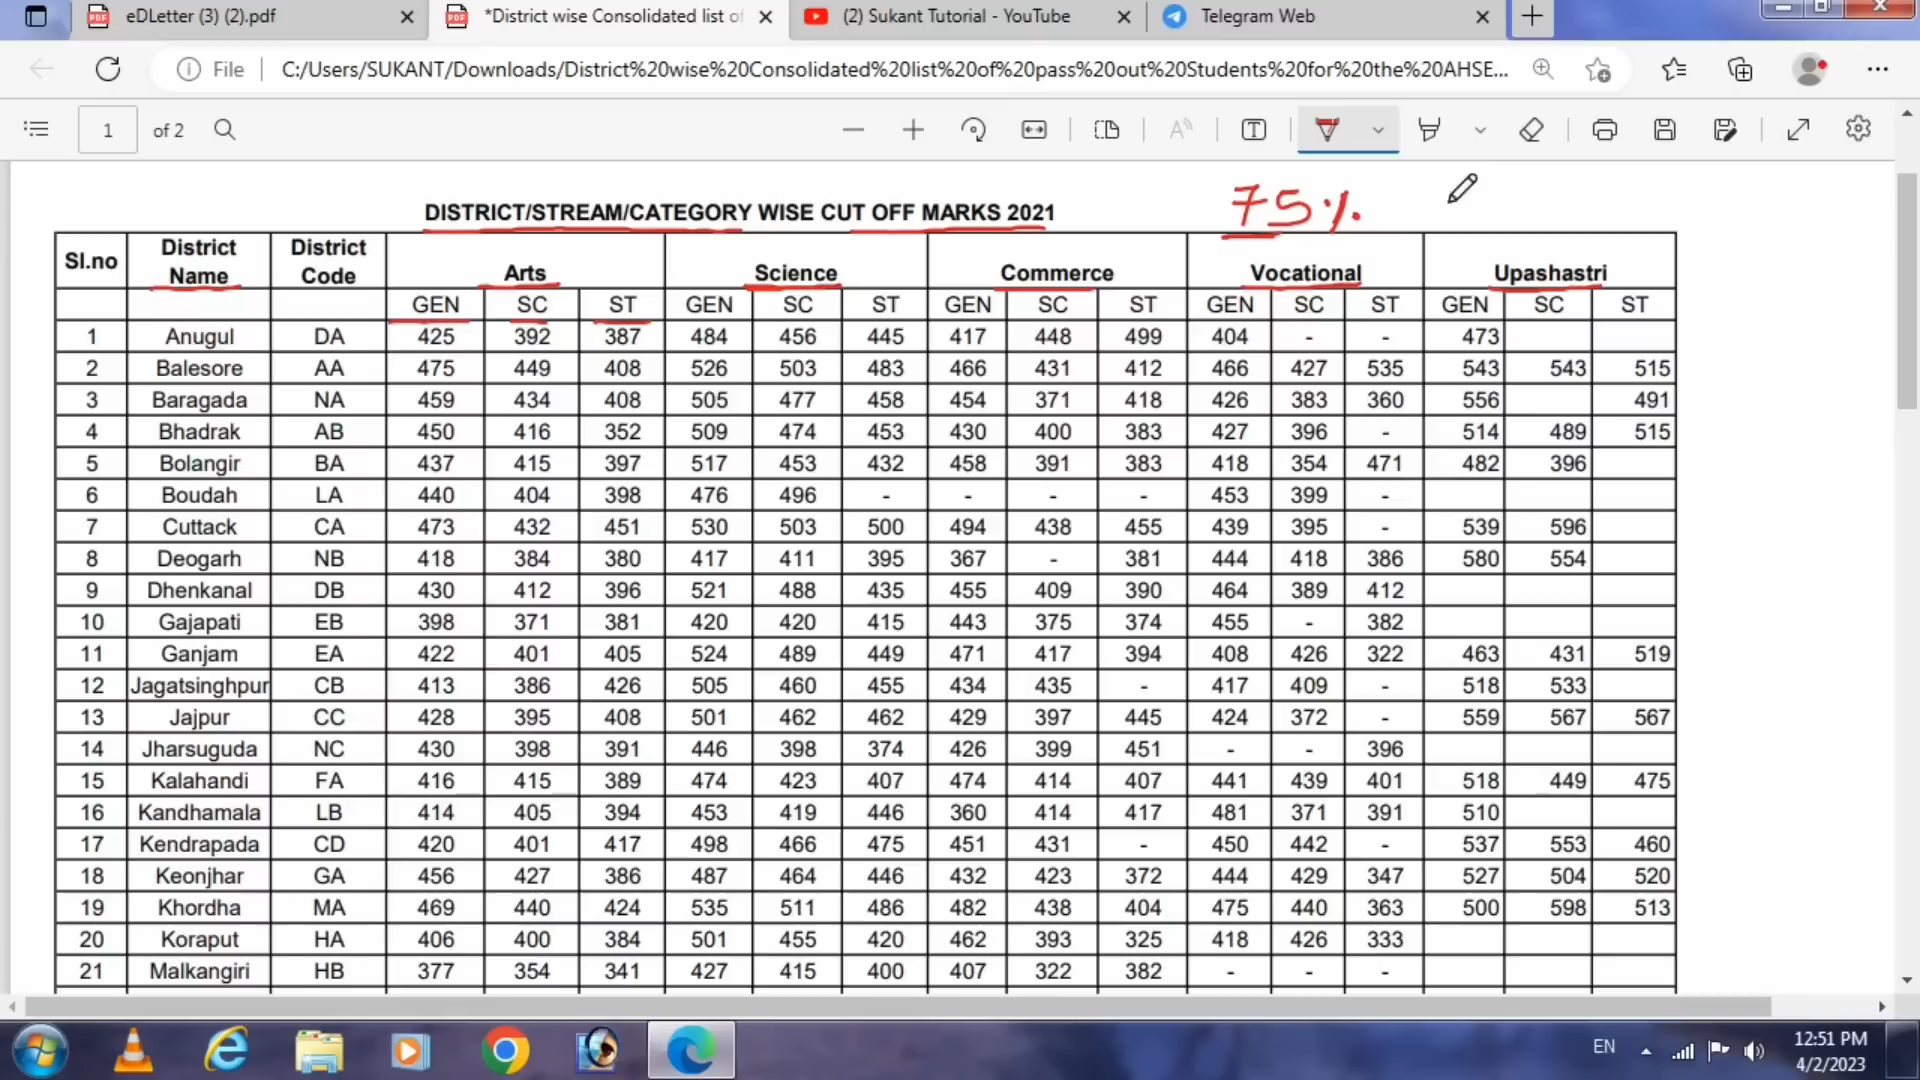 eDLetter (3) (2).pdf
*District wise Consolidated list of
(2) Sukant Tutorial - YouTube
Telegram Web
File
C:/Users/SUKANT/Downloads/District%20wise%20Consolidated%20list%20of%20pass%20out%20Students%20for%20the%20AHSE...
1 of 2
DISTRICT/STREAM/CATEGORY WISE CUT OFF MARKS 2021 75%
Sl.no District Name District Code Arts Science Commerce Vocational Upashastri
GEN SC ST GEN SC ST GEN SC ST GEN SC ST GEN SC ST
1 Anugul DA 425 392 387 484 456 445 417 448 499 404 - - 473
2 Balesore AA 475 449 408 526 503 483 466 431 412 466 427 535 543 543 515
3 Baragada NA 459 434 408 505 477 458 454 371 418 426 383 360 556 491
4 Bhadrak AB 450 416 352 509 474 453 430 400 383 427 396 - 514 489 515
5 Bolangir BA 437 415 397 517 453 432 458 391 383 418 354 471 482 396
6 Boudah LA 440 404 398 476 496 - - - - 453 399 -
7 Cuttack CA 473 432 451 530 503 500 494 438 455 439 395 - 539 596
8 Deogarh NB 418 384 380 417 411 395 367 - 381 444 418 386 580 554
9 Dhenkanal DB 430 412 396 521 488 435 455 409 390 464 389 412
10 Gajapati EB 398 371 381 420 420 415 443 375 374 455 - 382
11 Ganjam EA 422 401 405 524 489 449 471 417 394 408 426 322 463 431 519
12 Jagatsinghpur CB 413 386 426 505 460 455 434 435 - 417 409 - 518 533
13 Jajpur CC 428 395 408 501 462 462 429 397 445 424 372 - 559 567 567
14 Jharsuguda NC 430 398 391 446 398 374 426 399 451 - - 396
15 Kalahandi FA 416 415 389 474 423 407 474 414 407 441 439 401 518 449 475
16 Kandhamala LB 414 405 394 453 419 446 360 414 417 481 371 391 510
17 Kendrapada CD 420 401 417 498 466 475 451 431 - 450 442 - 537 553 460
18 Keonjhar GA 456 427 386 487 464 446 432 423 372 444 429 347 527 504 520
19 Khordha MA 469 440 424 535 511 486 482 438 404 475 440 363 500 598 513
20 Koraput HA 406 400 384 501 455 420 462 393 325 418 426 333
21 Malkangiri HB 377 354 341 427 415 400 407 322 382 - - -
EN
12:51 PM
4/2/2023